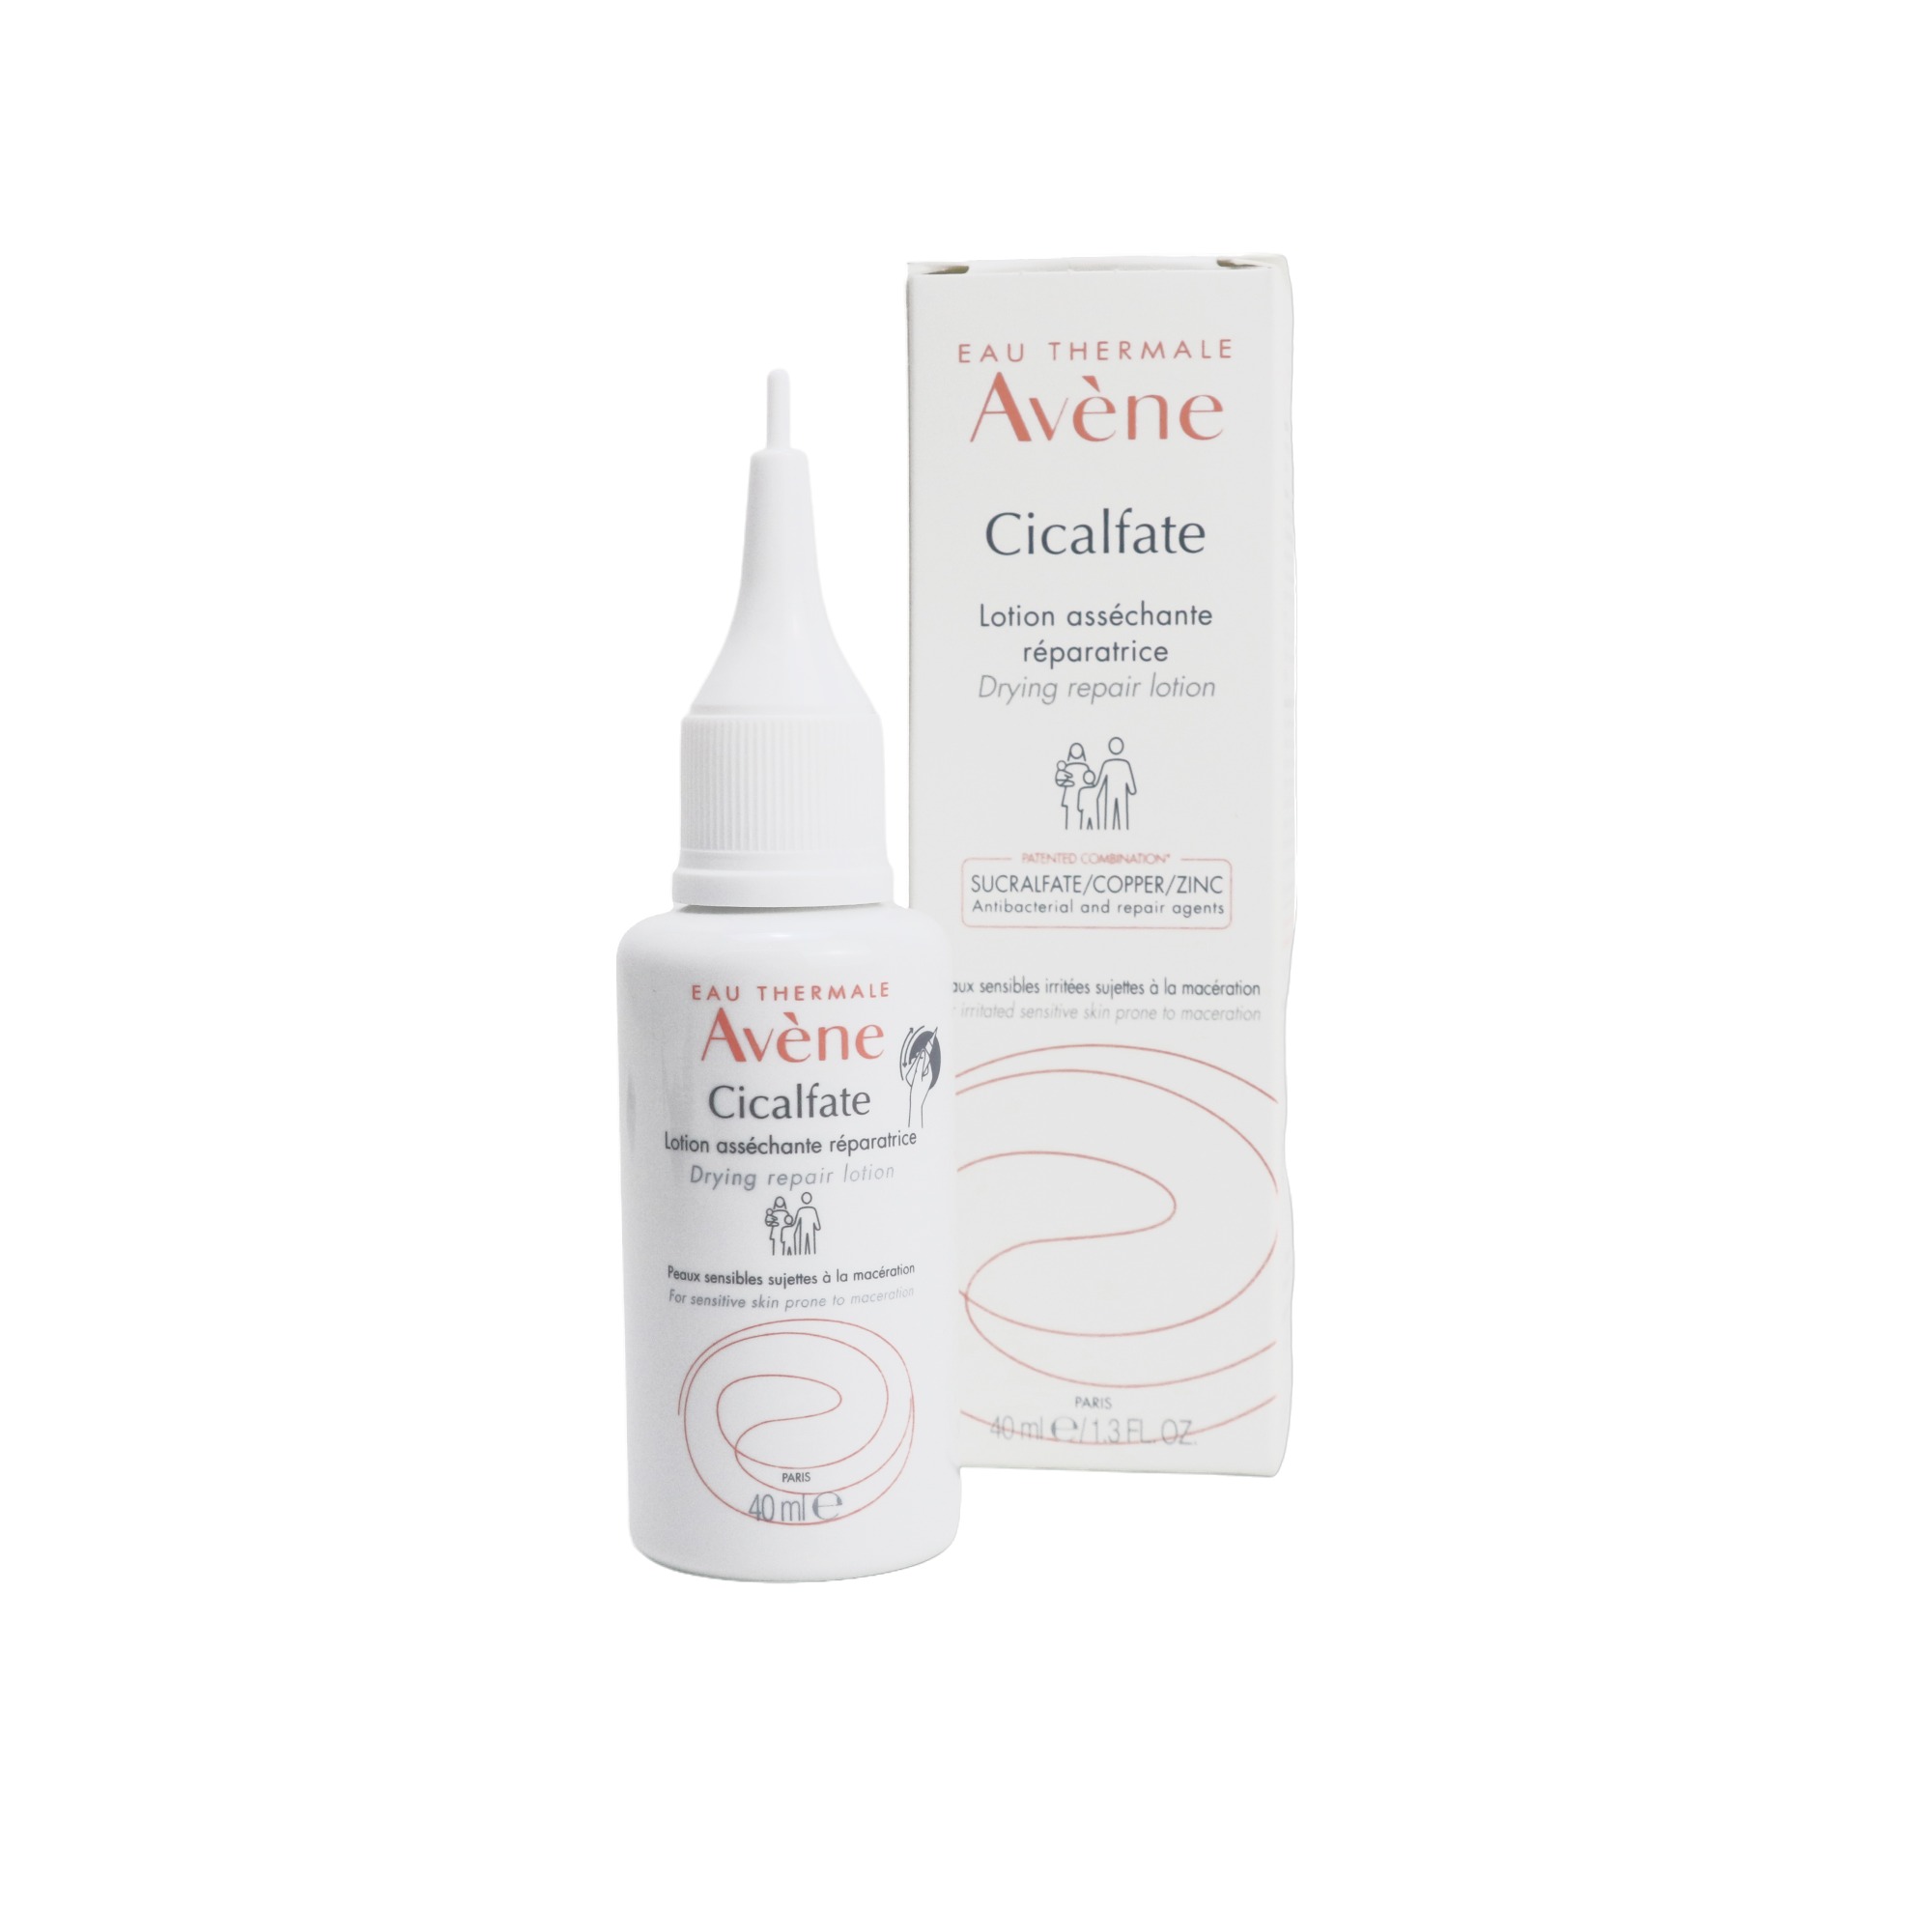 EAU THERMALE
Avène
Cicalfate
Lotion asséchante
réparatrice
Drying repair lotion
PATENTED COMBINATION*
SUCRALFATE/COPPER/ZINC
Antibacterial and repair agents
sensibles irritées sujettes à la macération
irritated sensitive skin prone to maceration
PARIS
40 ml e/1.3 FL. OZ.
EAU THERMALE
Avène
Cicalfate
Lotion asséchante réparatrice
Drying repair lotion
Peaux sensibles sujettes à la macération
For sensitive skin prone to maceration
PARIS
40 ml e